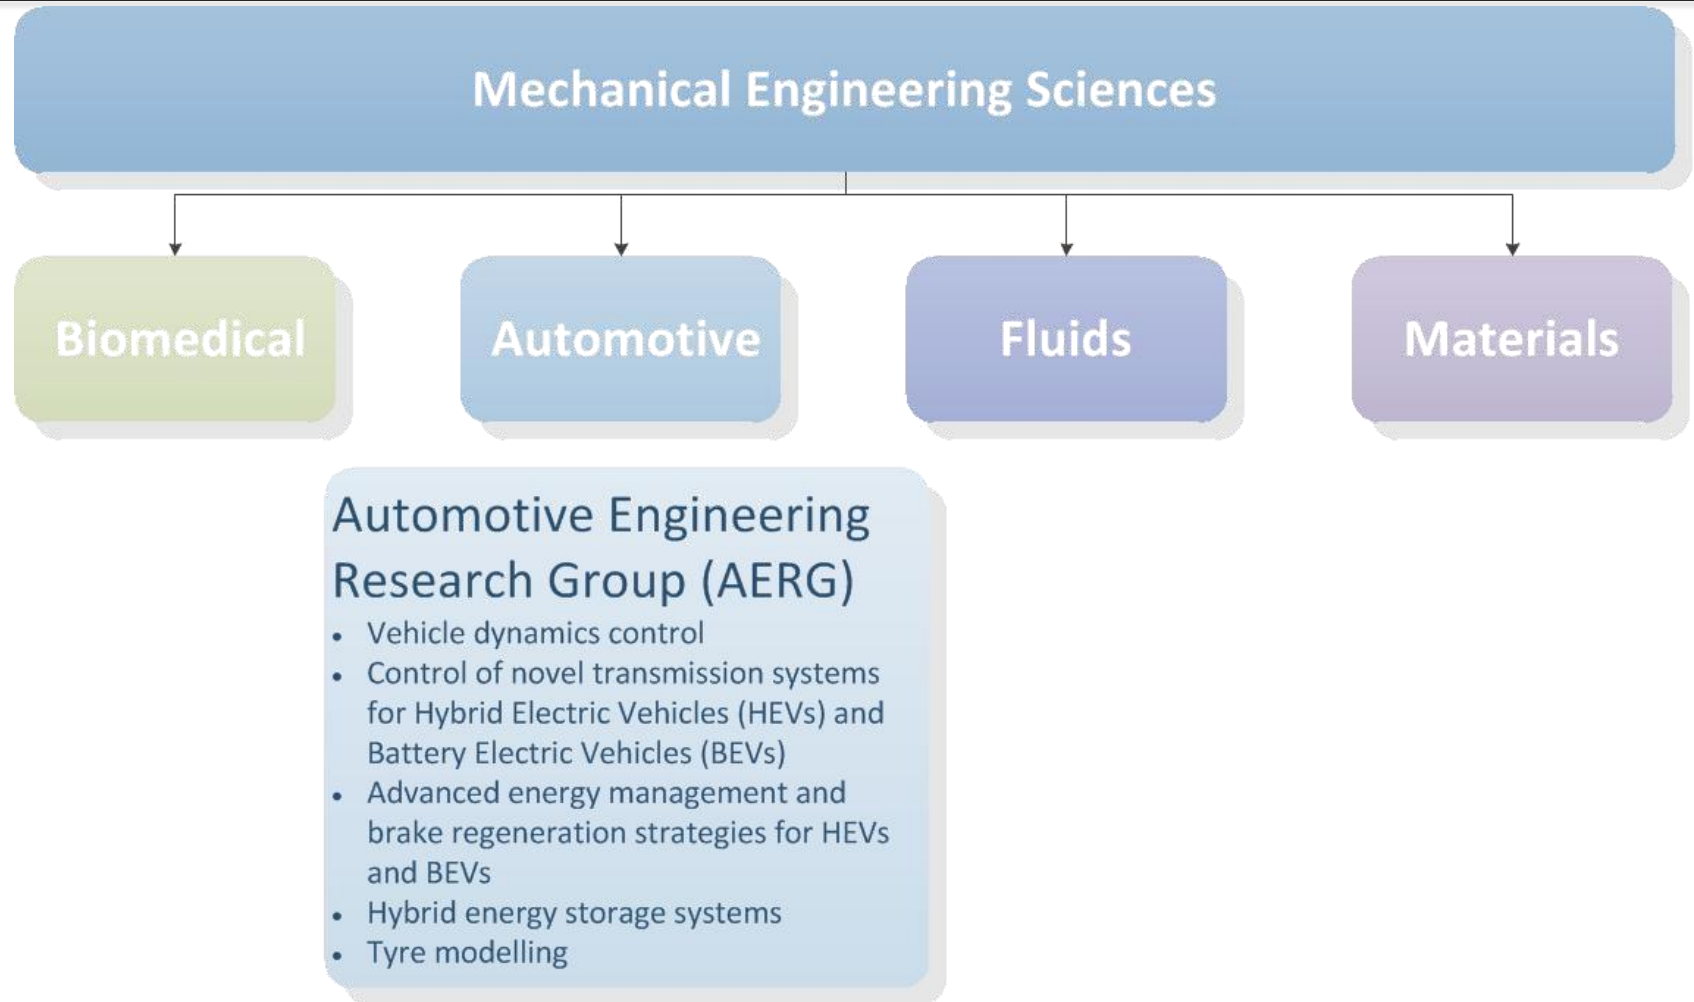 Mechanical Engineering Sciences
Biomedical
Automotive
Fluids
Materials
Automotive Engineering
Research Group (AERG)
• Vehicle dynamics control
• Control of novel transmission systems
for Hybrid Electric Vehicles (HEVs) and
Battery Electric Vehicles (BEVs)
• Advanced energy management and
brake regeneration strategies for HEVs
and BEVs
• Hybrid energy storage systems
• Tyre modelling